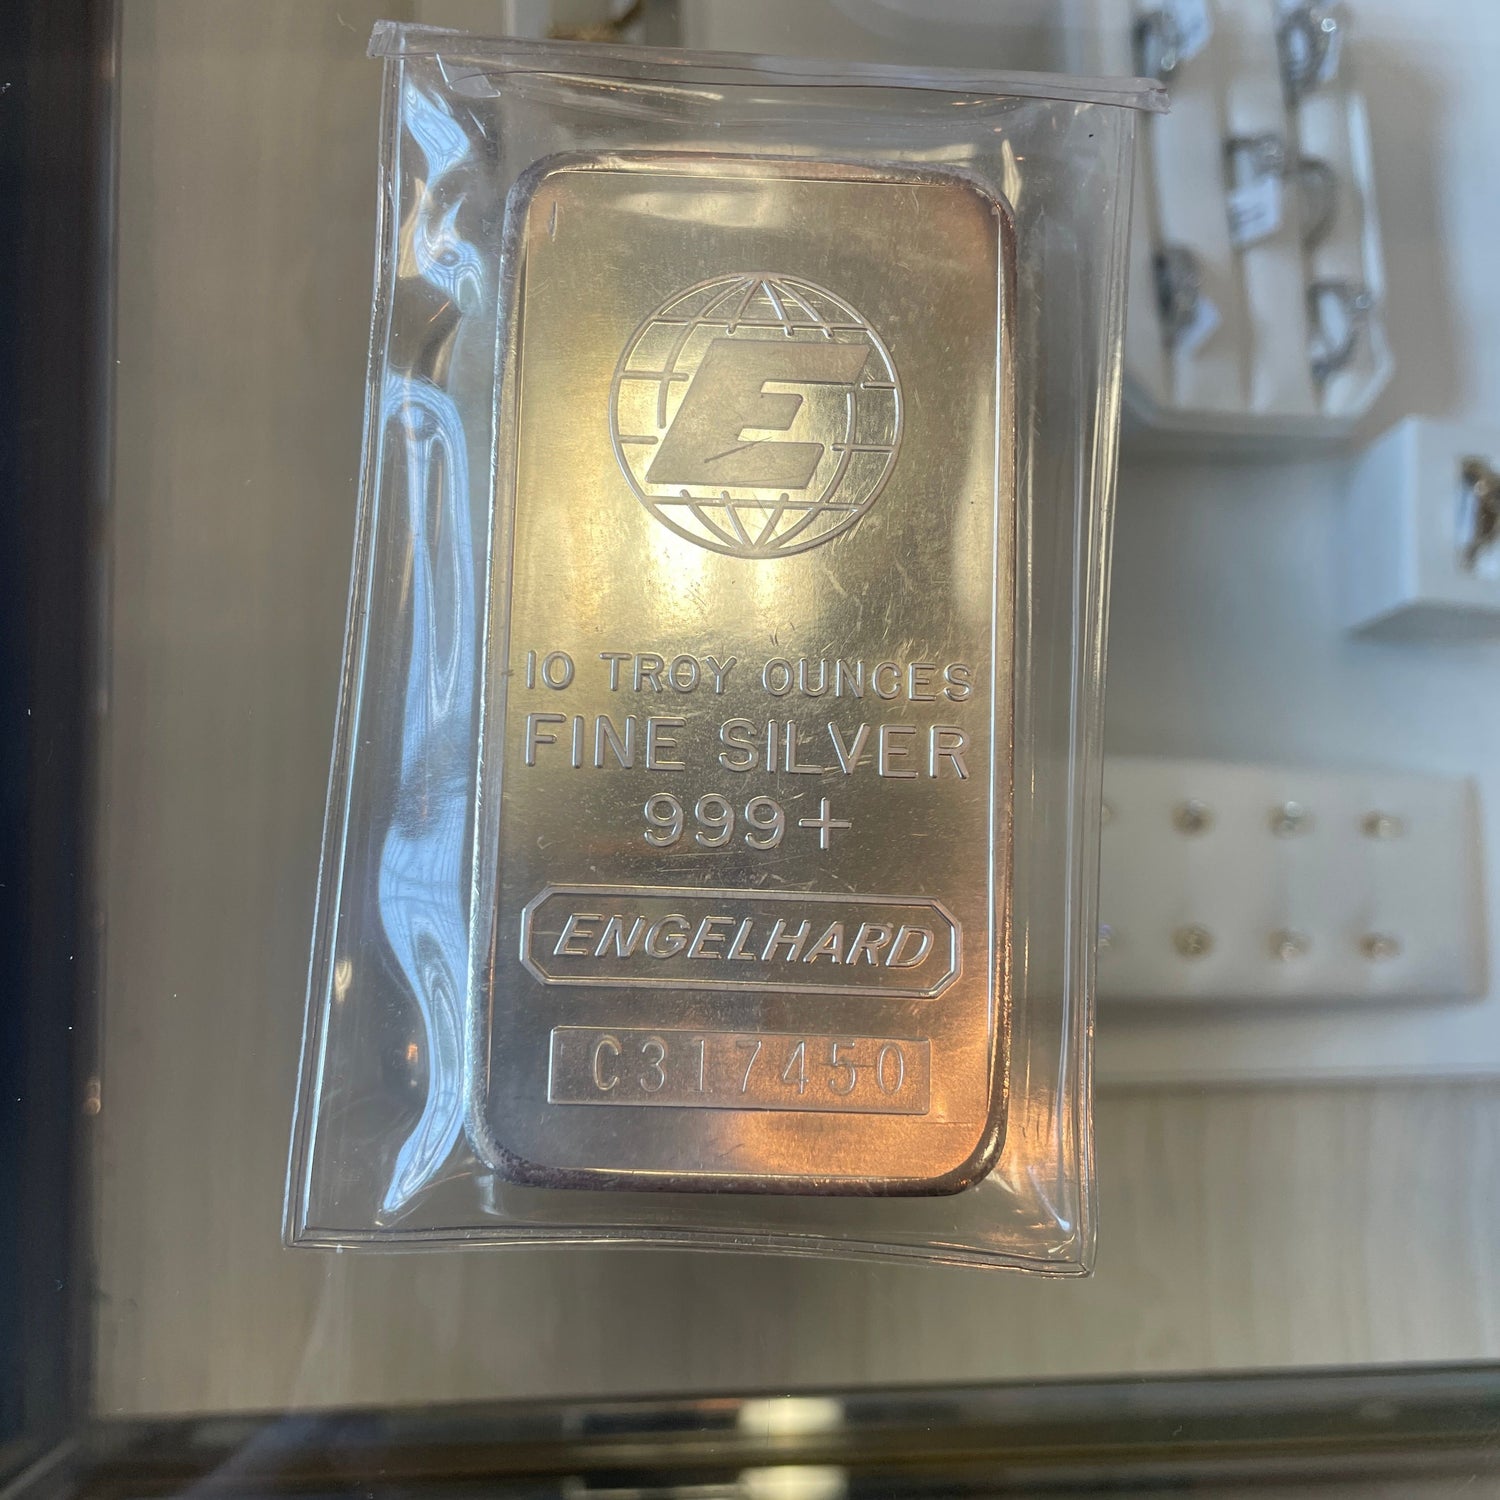 E
10 TROY OUNCES
FINE SILVER
999+
ENGELHARD
C317450